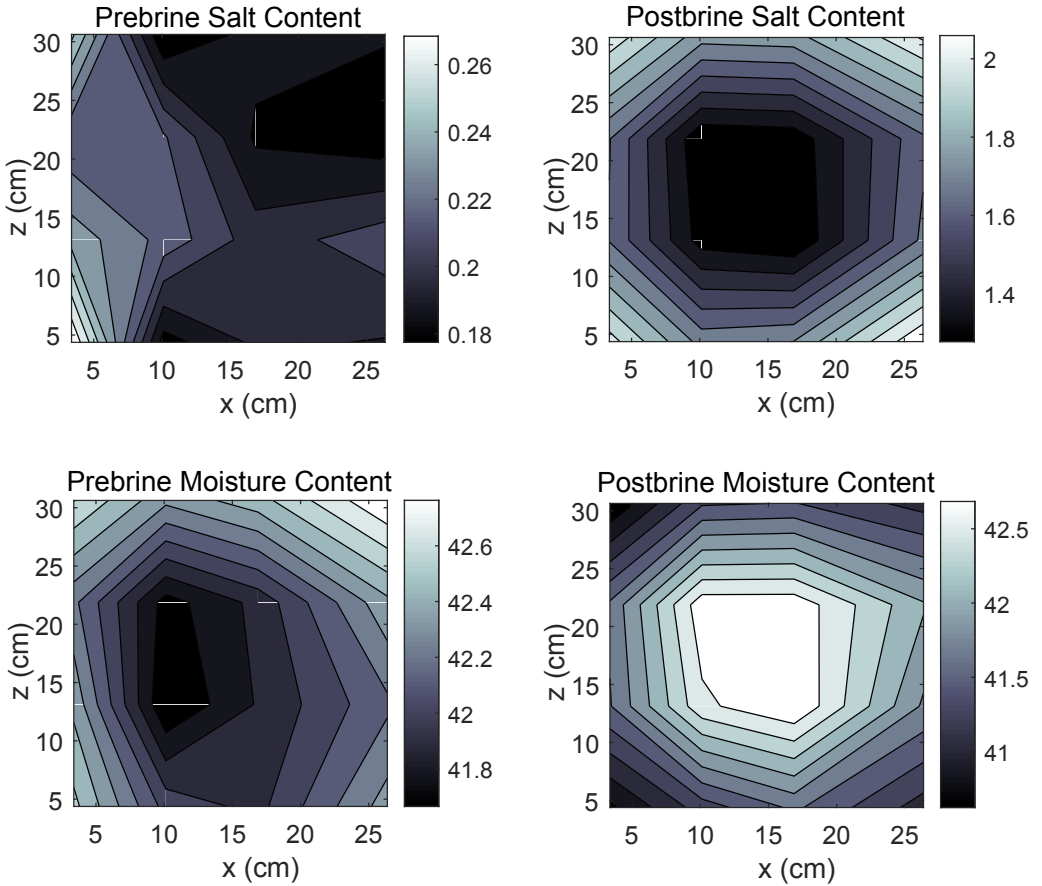 Prebrine Salt Content
30
25
20
15
10
5
z (cm)
5 10 15 20 25
x (cm)
0.26
0.24
0.22
0.2
0.18
Postbrine Salt Content
30
25
20
15
10
5
z (cm)
5 10 15 20 25
x (cm)
2
1.8
1.6
1.4
Prebrine Moisture Content
30
25
20
15
10
5
z (cm)
5 10 15 20 25
x (cm)
42.6
42.4
42.2
42
41.8
Postbrine Moisture Content
30
25
20
15
10
5
z (cm)
5 10 15 20 25
x (cm)
42.5
42
41.5
41